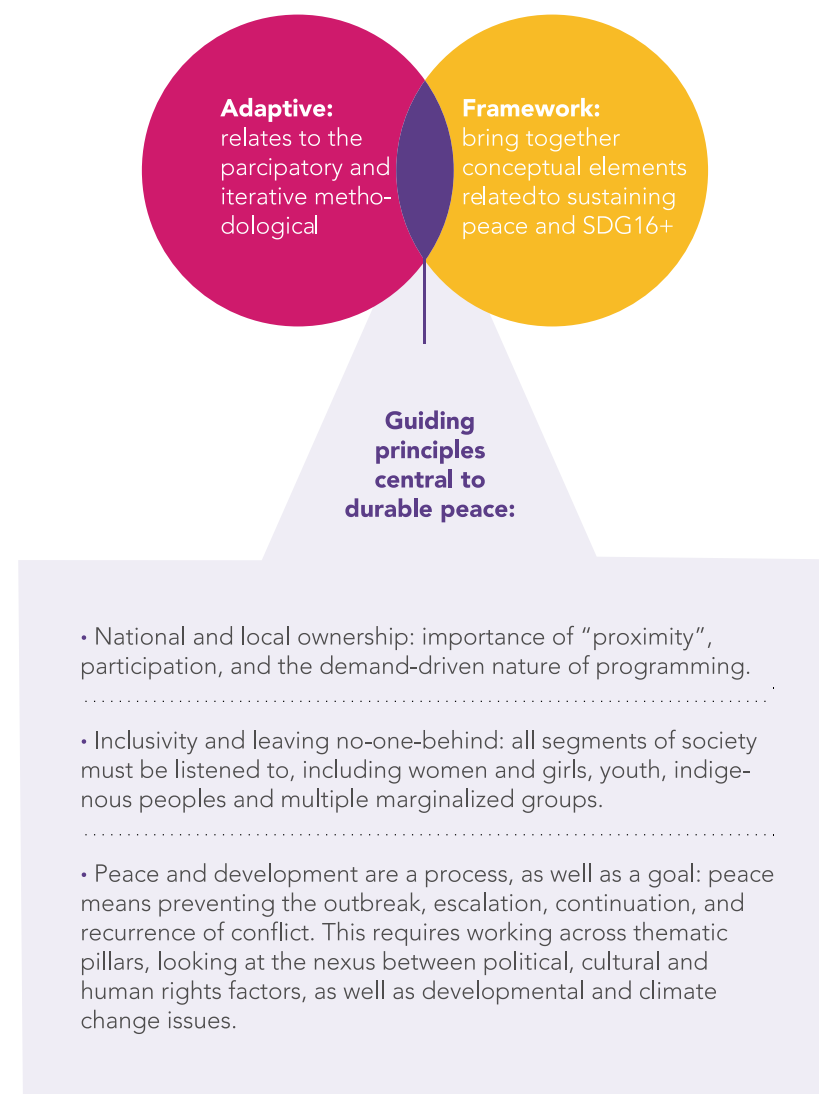 Adaptive:
relates to the
parcipatory and
iterative metho-
dological
Framework:
bring together
conceptual elements
related to sustaining
peace and SDG16+
Guiding
principles
central to
durable peace:
• National and local ownership: importance of “proximity”,
participation, and the demand-driven nature of programming.
• Inclusivity and leaving no-one-behind: all segments of society
must be listened to, including women and girls, youth, indige-
nous peoples and multiple marginalized groups.
• Peace and development are a process, as well as a goal: peace
means preventing the outbreak, escalation, continuation, and
recurrence of conflict. This requires working across thematic
pillars, looking at the nexus between political, cultural and
human rights factors, as well as developmental and climate
change issues.